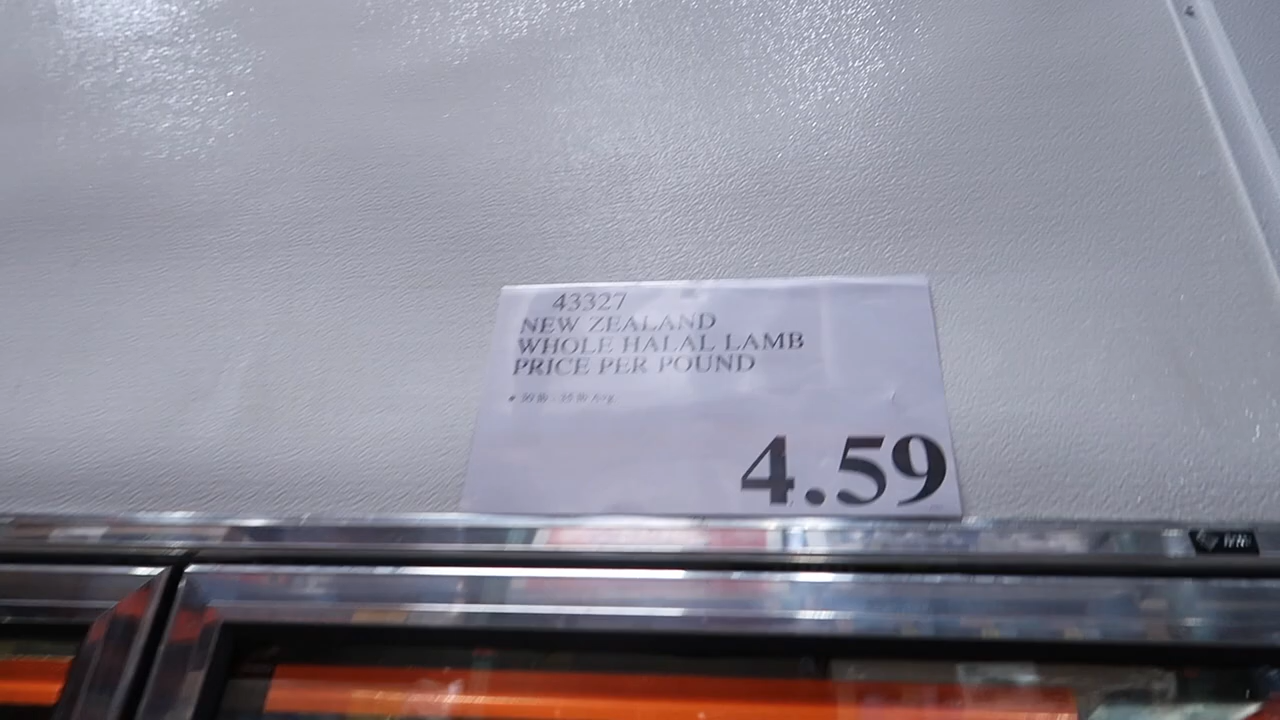 43327
NEW ZEALAND
WHOLE HALAL LAMB
PRICE PER POUND
4.59